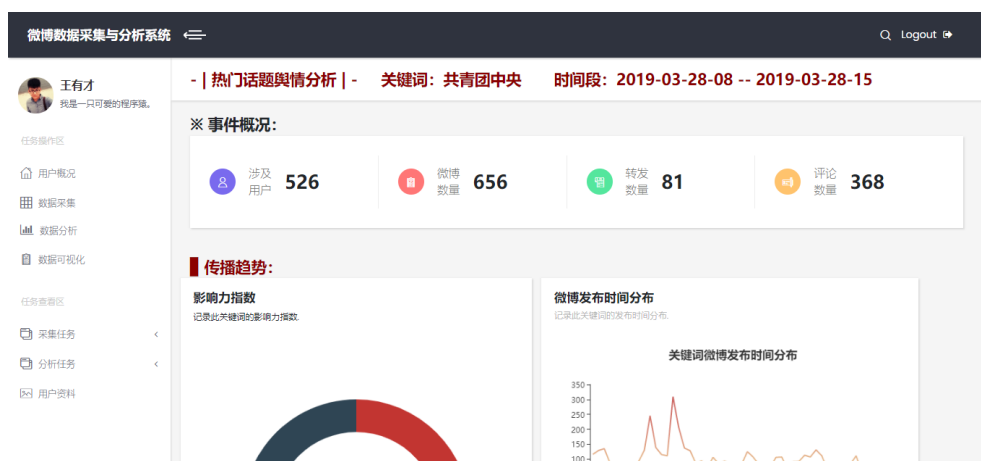 微博数据采集与分析系统 Logout
王有才
我是一只可爱的程序猿。
任务操作区
用户概况
数据采集
数据分析
数据可视化
任务查看区
采集任务
分析任务
用户资料
- | 热门话题舆情分析 | - 关键词：共青团中央 时间段：2019-03-28-08 -- 2019-03-28-15
※ 事件概况：
涉及用户 526
微博数量 656
转发数量 81
评论数量 368
传播趋势：
影响力指数
记录此关键词的影响力指数.
微博发布时间分布
记录此关键词的发布时间分布.
关键词微博发布时间分布
350
300
250
200
150
100